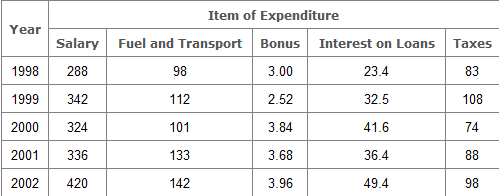 Year Item of Expenditure
Salary Fuel and Transport Bonus Interest on Loans Taxes
1998 288 98 3.00 23.4 83
1999 342 112 2.52 32.5 108
2000 324 101 3.84 41.6 74
2001 336 133 3.68 36.4 88
2002 420 142 3.96 49.4 98